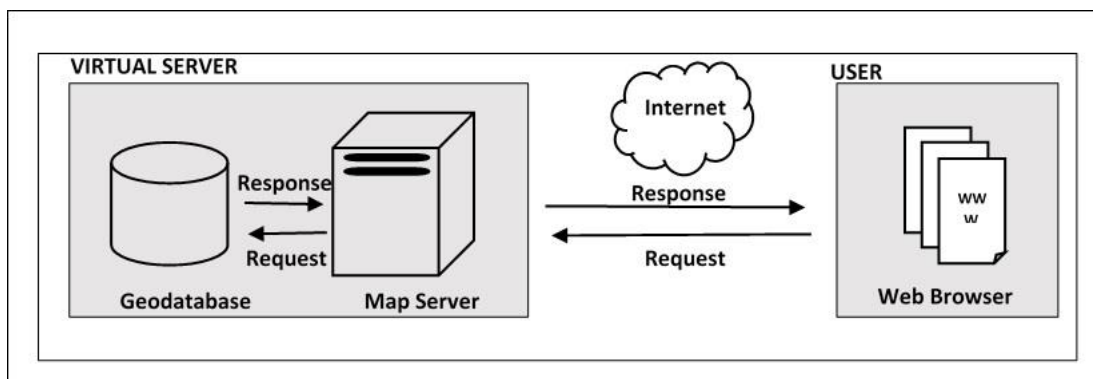 VIRTUAL SERVER
Geodatabase
Response
Request
Map Server
Internet
Response
Request
USER
WW
W
Web Browser